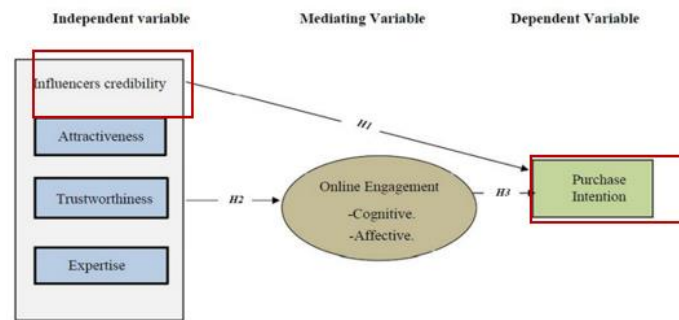 Independent variable
Mediating Variable
Dependent Variable
Influencers credibility
H1
Attractiveness
Trustworthiness
H2
Online Engagement
-Cognitive.
-Affective.
H3
Purchase
Intention
Expertise